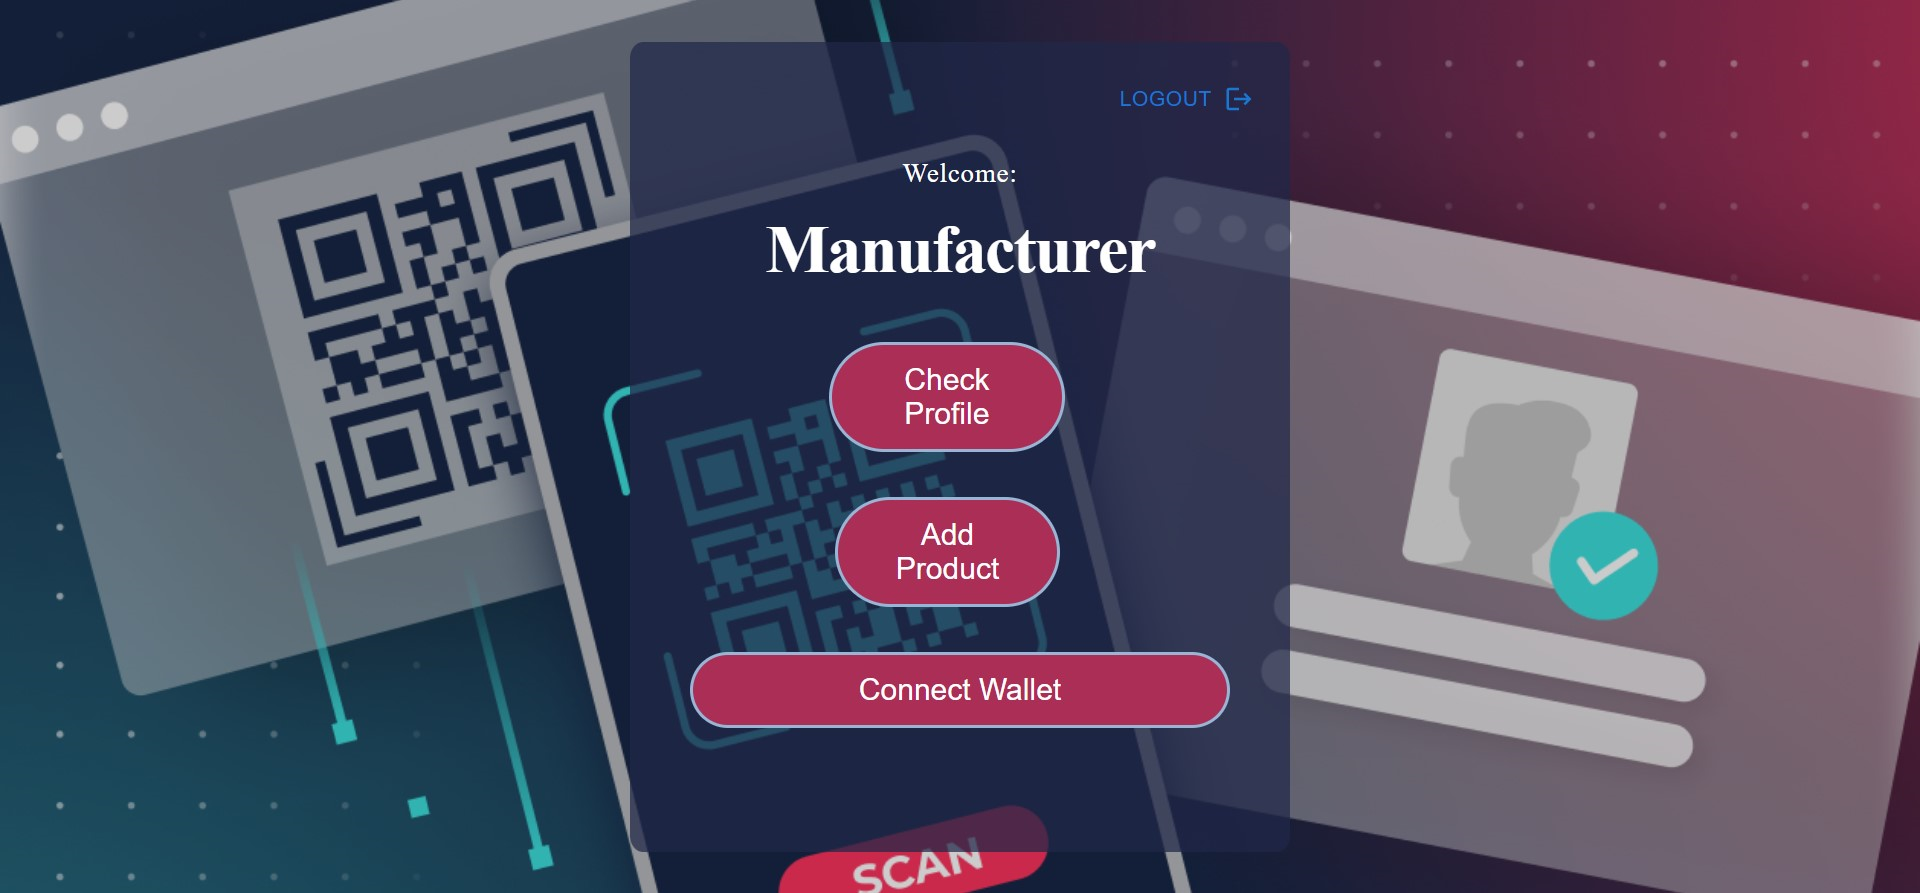 LOGOUT
Welcome:
Manufacturer
Check
Profile
Add
Product
Connect Wallet
SCAN